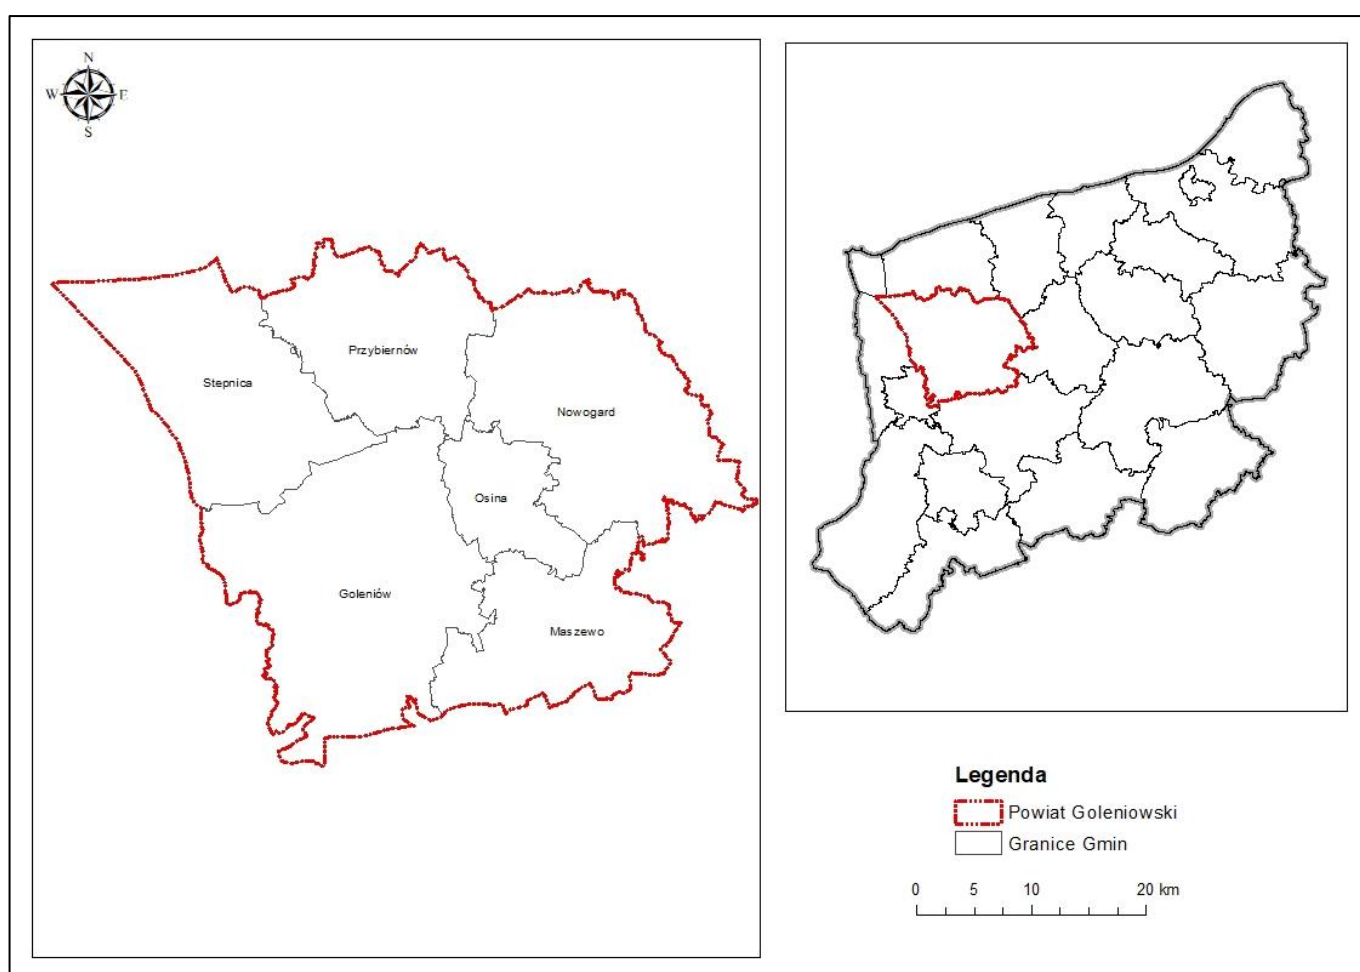 N
W E
S
Przybiernów
Stepnica
Nowogard
Osina
Goleniów
Maszewo
Legenda
Powiat Goleniowski
Granice Gmin
0 5 10 20 km